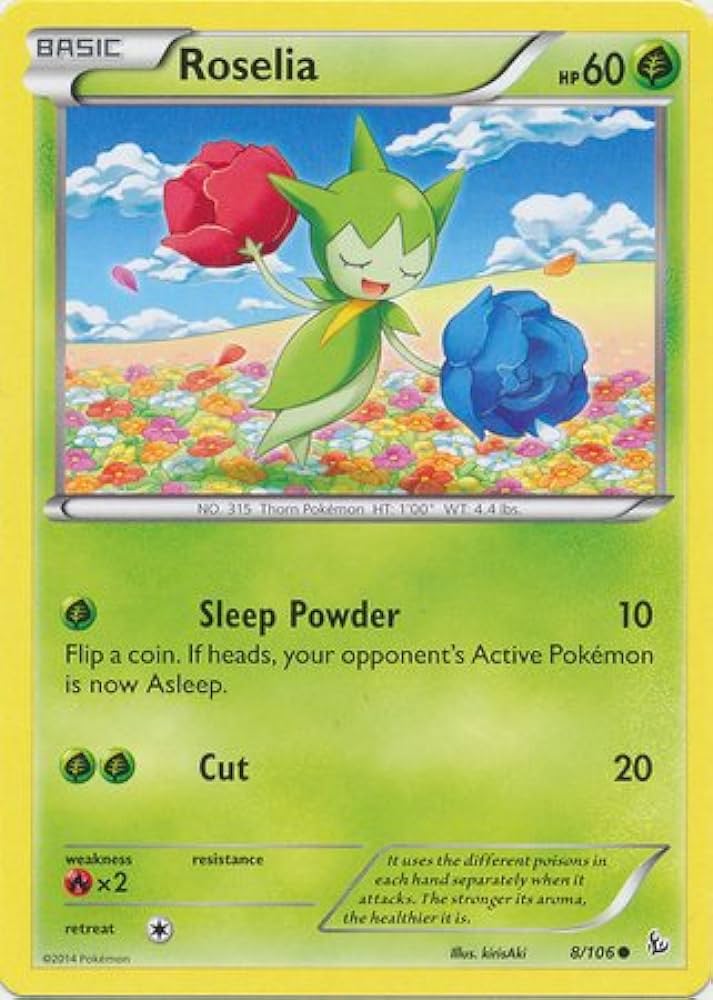 BASIC
Roselia
HP60
NO. 315 Thorn Pokémon HT: 1'00" WT: 4.4 lbs.
Sleep Powder 10
Flip a coin. If heads, your opponent's Active Pokémon
is now Asleep.
Cut 20
weakness
×2
resistance
retreat
It uses the different poisons in
each hand separately when it
attacks. The stronger its aroma,
the healthier it is.
©2014 Pokémon
Illus. kirisAki
8/106